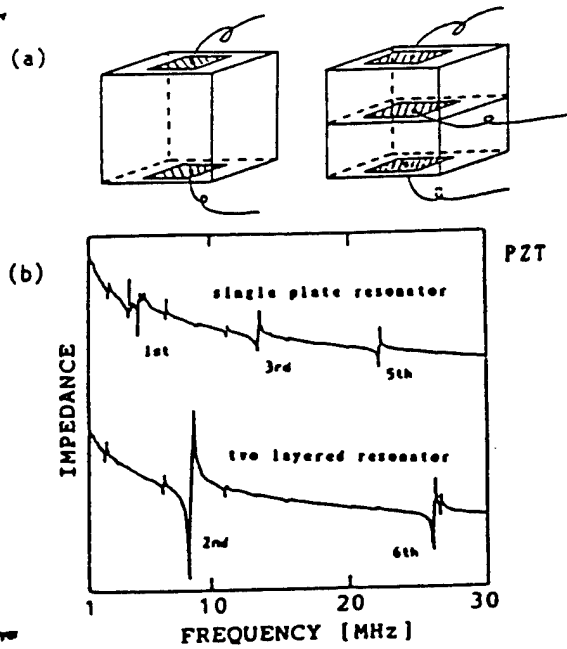 (a)
(b)
PZT
single plate resonator
1st
3rd
5th
IMPEDANCE
two layered resonator
2nd
6th
1
10
20
30
FREQUENCY [MHz]